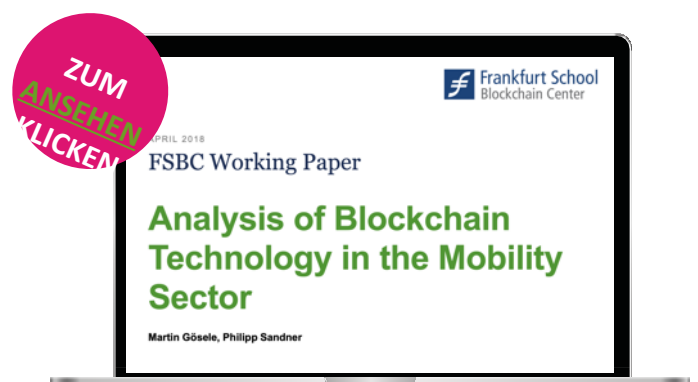 ZUM
ANSEHEN
KLICKEN
Frankfurt School
Blockchain Center
APRIL 2018
FSBC Working Paper
Analysis of Blockchain
Technology in the Mobility
Sector
Martin Gösele, Philipp Sandner